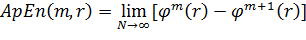 ApEn(m,r) = lim_{N→∞} [φ^m(r) − φ^{m+1}(r)]